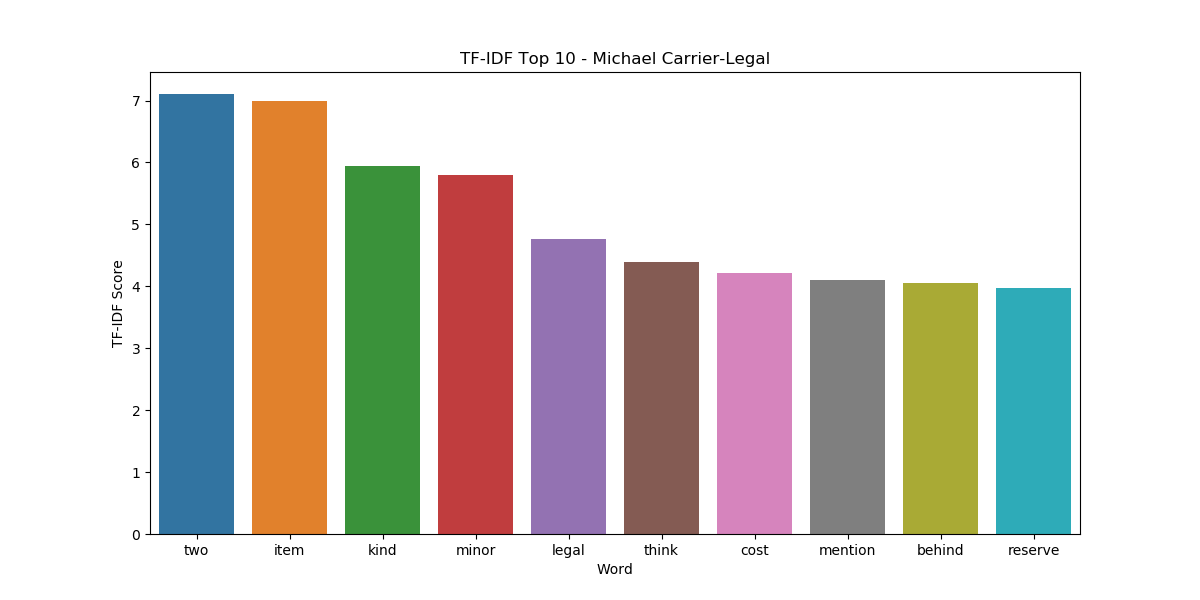 TF-IDF Top 10 - Michael Carrier-Legal
TF-IDF Score
7
6
5
4
3
2
1
0
two item kind minor legal think cost mention behind reserve
Word